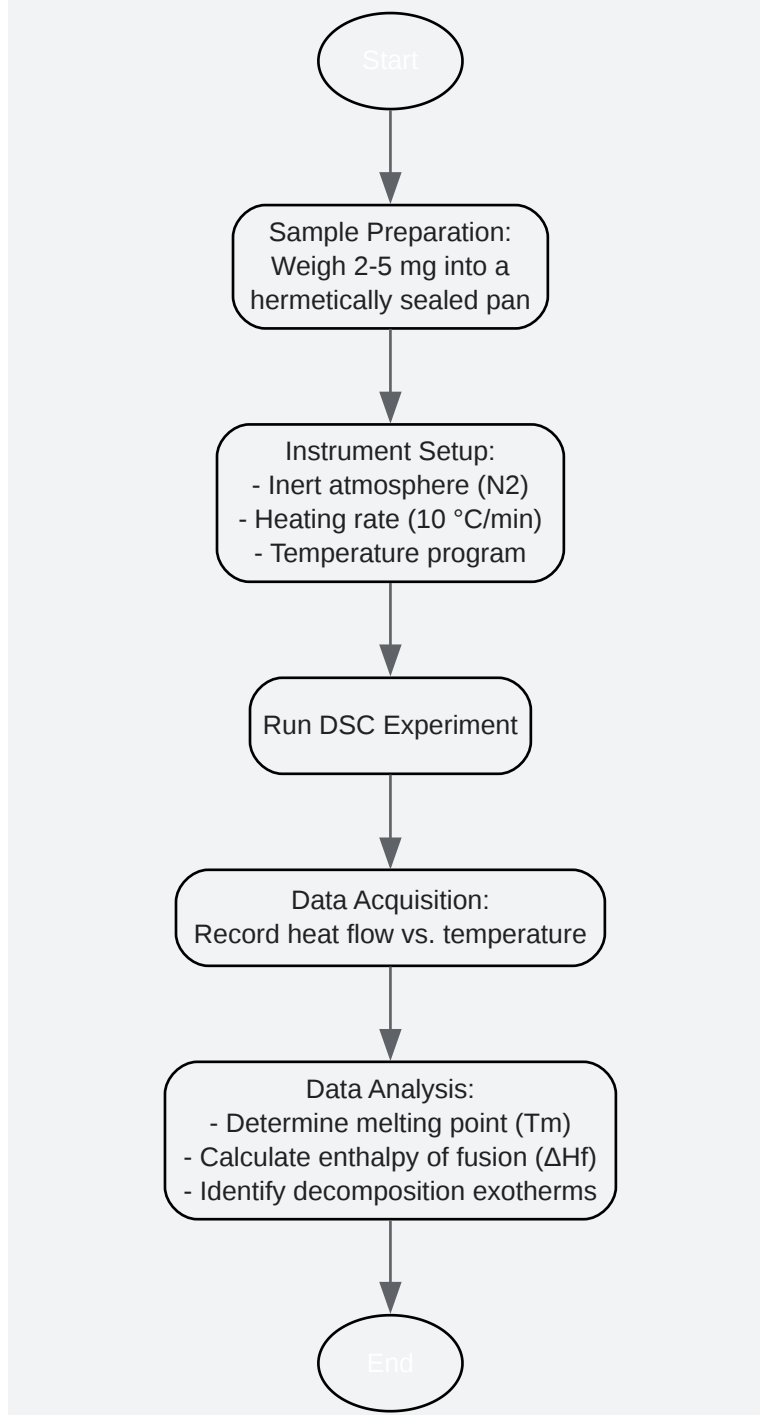 Start
Sample Preparation:
Weigh 2-5 mg into a
hermetically sealed pan
Instrument Setup:
- Inert atmosphere (N2)
- Heating rate (10 °C/min)
- Temperature program
Run DSC Experiment
Data Acquisition:
Record heat flow vs. temperature
Data Analysis:
- Determine melting point (Tm)
- Calculate enthalpy of fusion (ΔHf)
- Identify decomposition exotherms
End